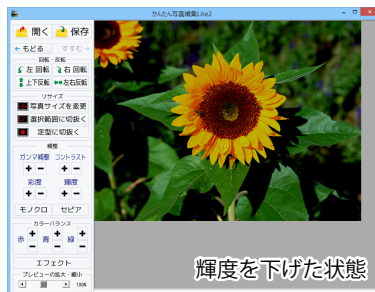 かんたん写真編集Lite2
開く 保存
←もどる すすむ→
回転・反転
左 回転 右 回転
上下反転 左右反転
リサイズ
写真サイズを変更
選択範囲に切抜く
定型に切抜く
補整
ガンマ補整 コントラスト
+ − + −
彩度 輝度
+ − + −
モノクロ セピア
カラーバランス
赤 + − 青 + − 緑 + −
エフェクト
プレビューの拡大・縮小
100%
輝度を下げた状態